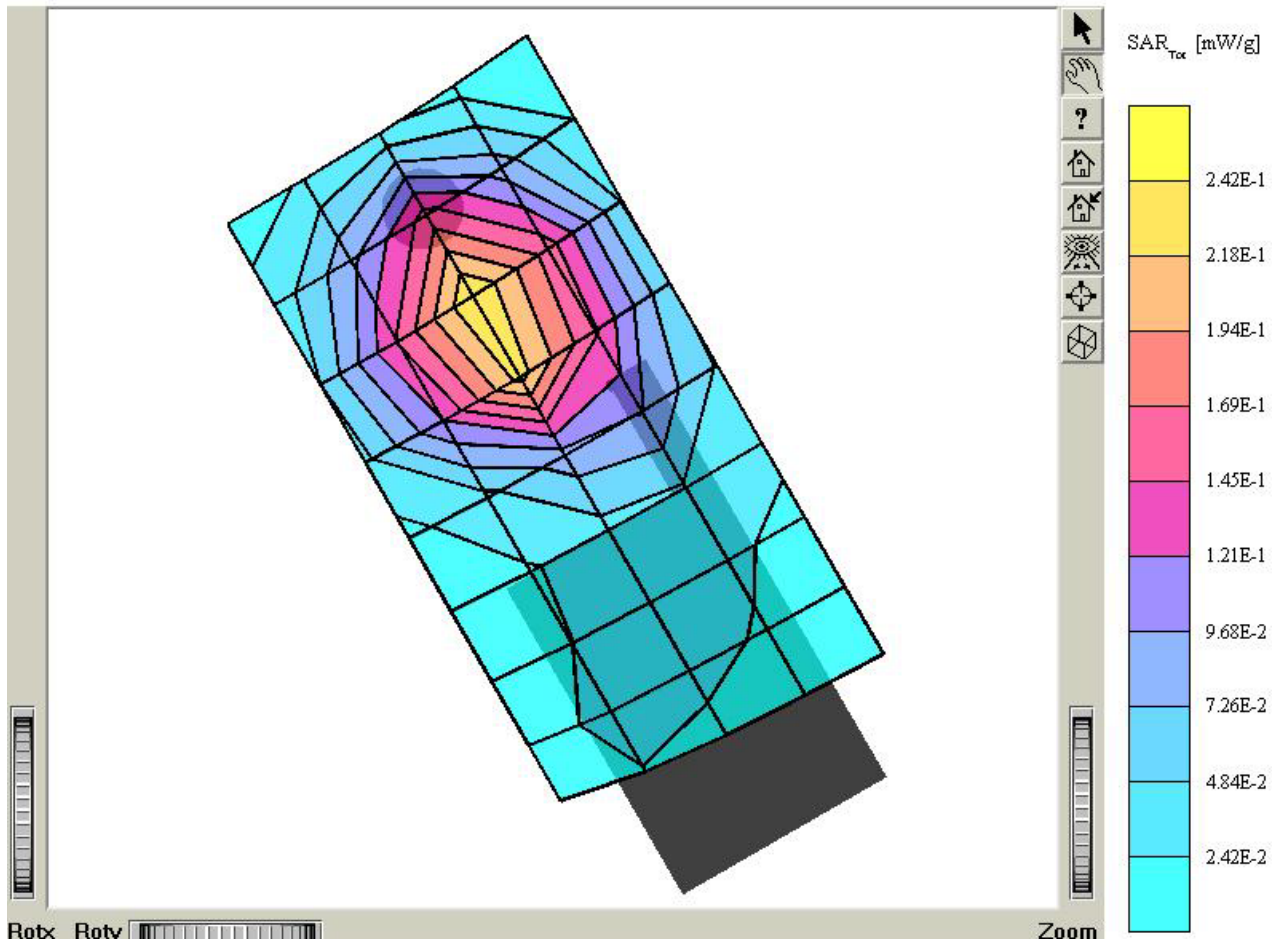 SAR_Tot [mW/g]
?
2.42E-1
2.18E-1
1.94E-1
1.69E-1
1.45E-1
1.21E-1
9.68E-2
7.26E-2
4.84E-2
2.42E-2
Rotx Roty Zoom